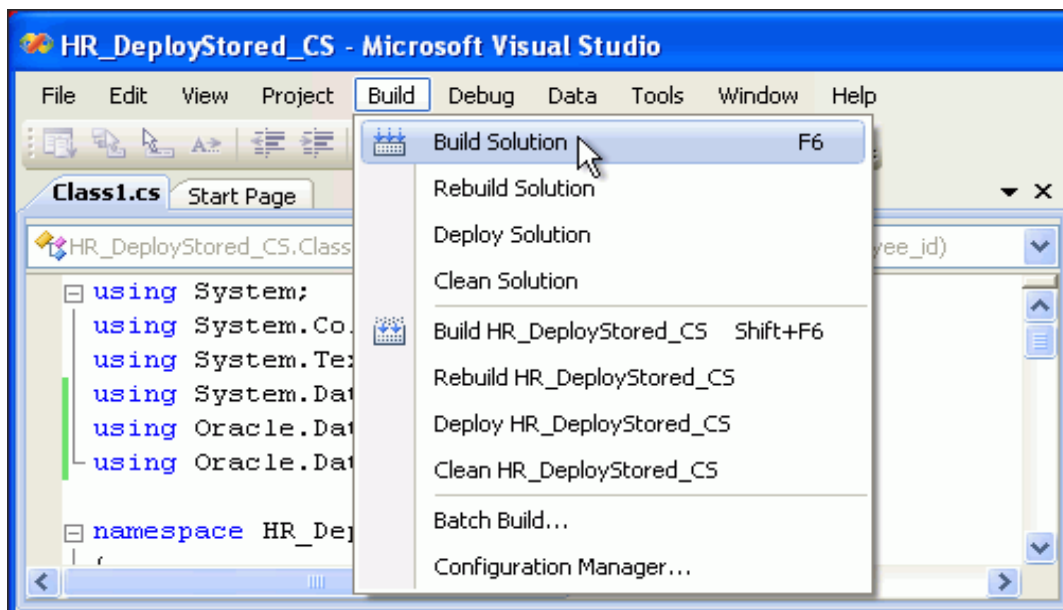 HR_DeployStored_CS - Microsoft Visual Studio
File Edit View Project Build Debug Data Tools Window Help
Build Solution F6
Class1.cs Start Page
Rebuild Solution
HR_DeployStored_CS.Class
yee_id)
Deploy Solution
Clean Solution
using System;
using System.Co
Build HR_DeployStored_CS Shift+F6
using System.Te
Rebuild HR_DeployStored_CS
using System.Dat
Deploy HR_DeployStored_CS
using Oracle.Dat
Clean HR_DeployStored_CS
using Oracle.Dat
Batch Build...
namespace HR_Dep
{
Configuration Manager...